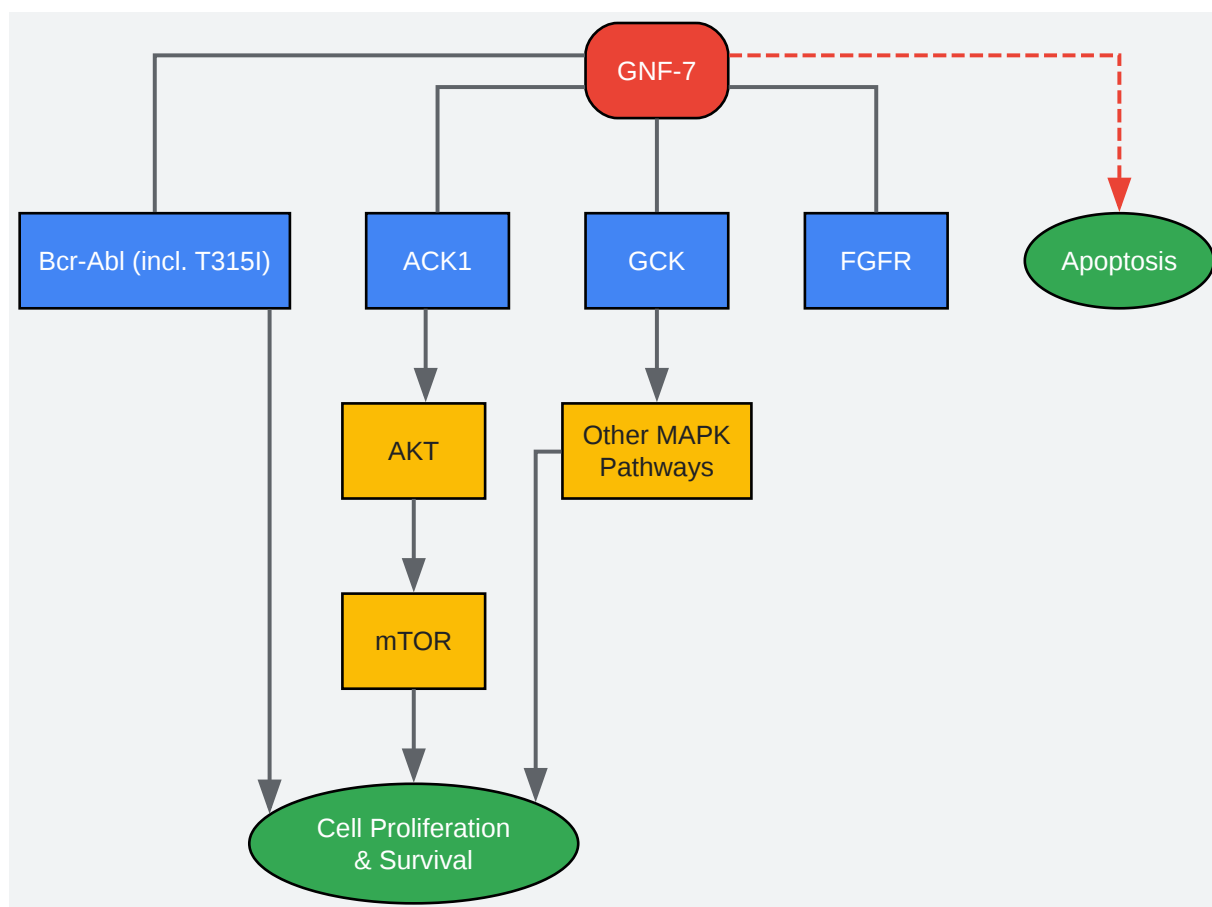 GNF-7
Bcr-Abl (incl. T315I)
ACK1
GCK
FGFR
Apoptosis
AKT
Other MAPK
Pathways
mTOR
Cell Proliferation
& Survival